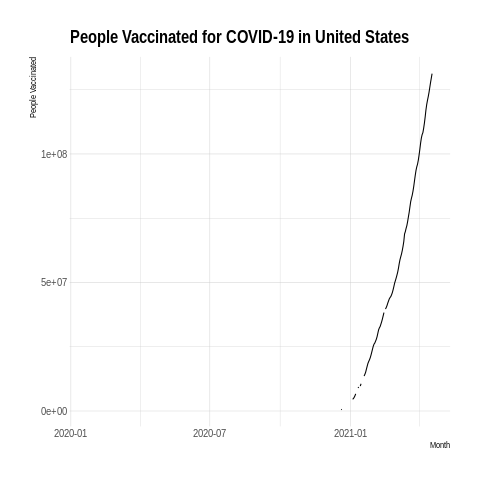 People Vaccinated for COVID-19 in United States
People Vaccinated
1e+08
5e+07
0e+00
2020-01
2020-07
2021-01
Month